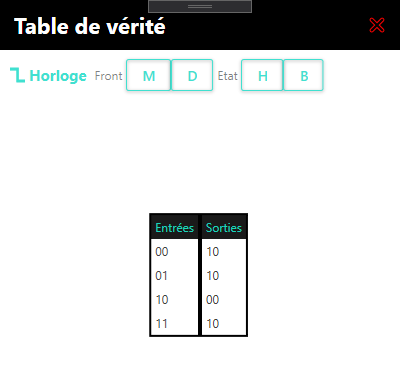 Table de vérité
Horloge Front M D Etat H B
Entrées Sorties
00 10
01 10
10 00
11 10